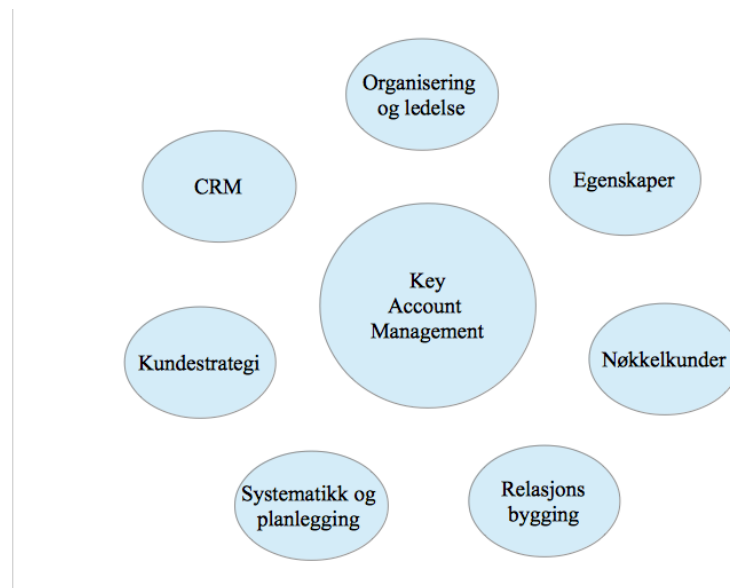 Organisering
og ledelse
CRM
Egenskaper
Key
Account
Management
Kundestrategi
Nøkkelkunder
Systematikk og
planlegging
Relasjons
bygging